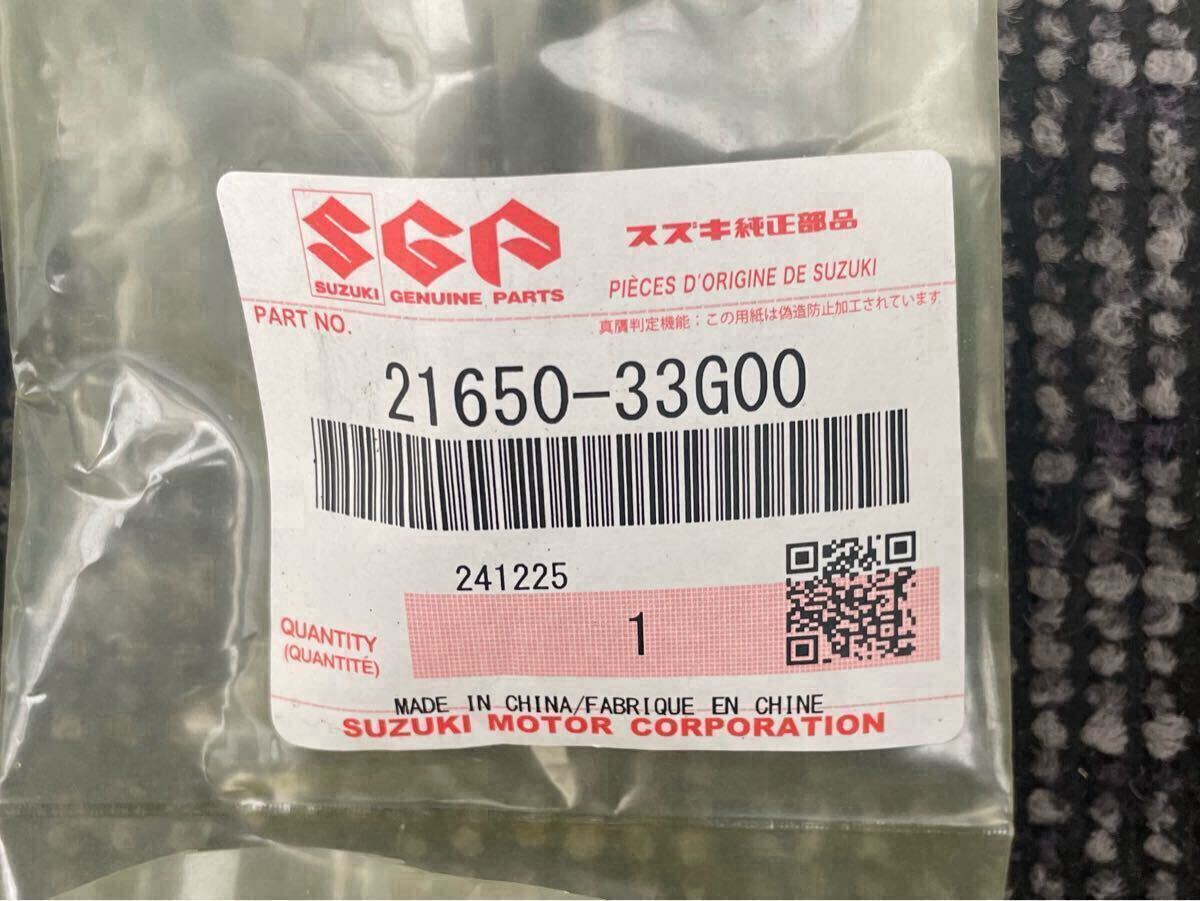 SGP
スズキ純正部品
SUZUKI GENUINE PARTS
PIÈCES D'ORIGINE DE SUZUKI
PART NO.
真贋判定機能：この用紙は偽造防止加工されています
21650-33G00
241225
QUANTITY
(QUANTITÉ)
1
MADE IN CHINA/FABRIQUE EN CHINE
SUZUKI MOTOR CORPORATION